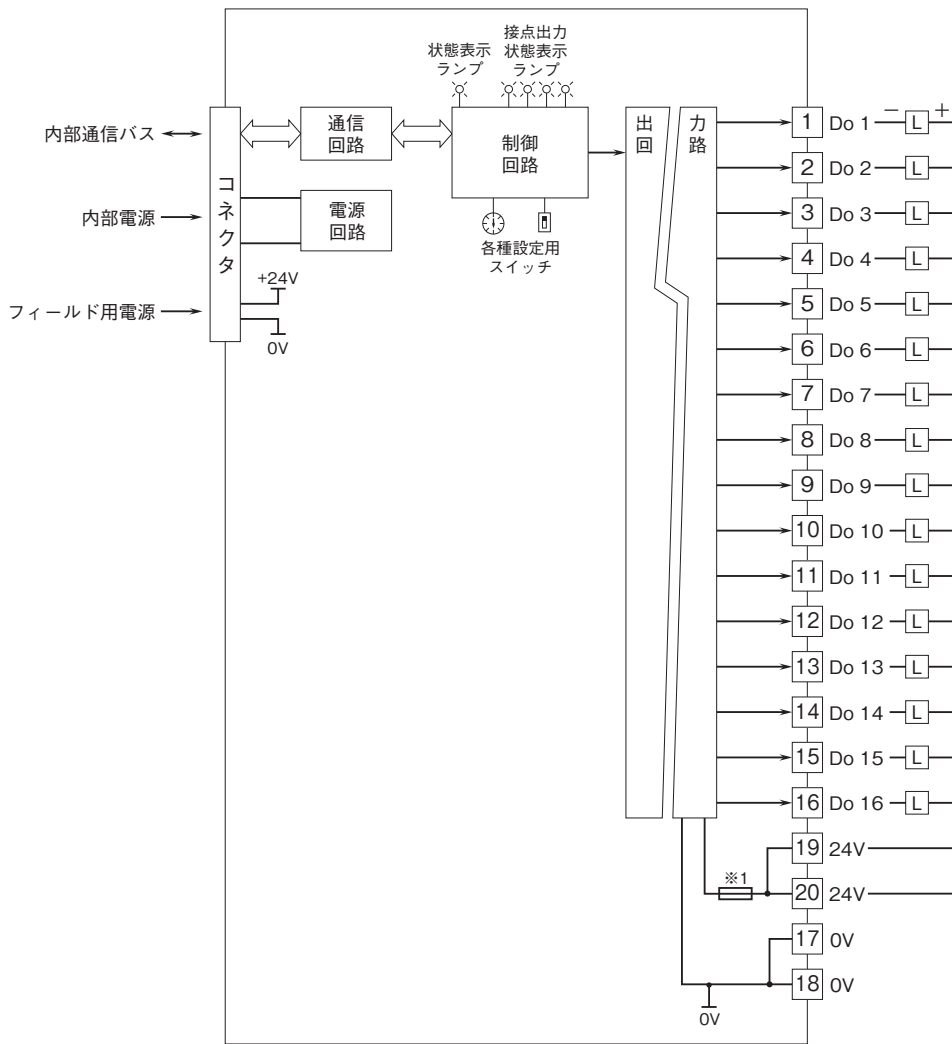 状態表示
ランプ
接点出力
状態表示
ランプ
内部通信バス
内部電源
フィールド用電源
コネクタ
通信
回路
電源
回路
+24V
0V
制御
回路
各種設定用
スイッチ
出力
回路
1 Do 1 − L +
2 Do 2 L
3 Do 3 L
4 Do 4 L
5 Do 5 L
6 Do 6 L
7 Do 7 L
8 Do 8 L
9 Do 9 L
10 Do 10 L
11 Do 11 L
12 Do 12 L
13 Do 13 L
14 Do 14 L
15 Do 15 L
16 Do 16 L
19 24V
※1
20 24V
17 0V
18 0V
0V